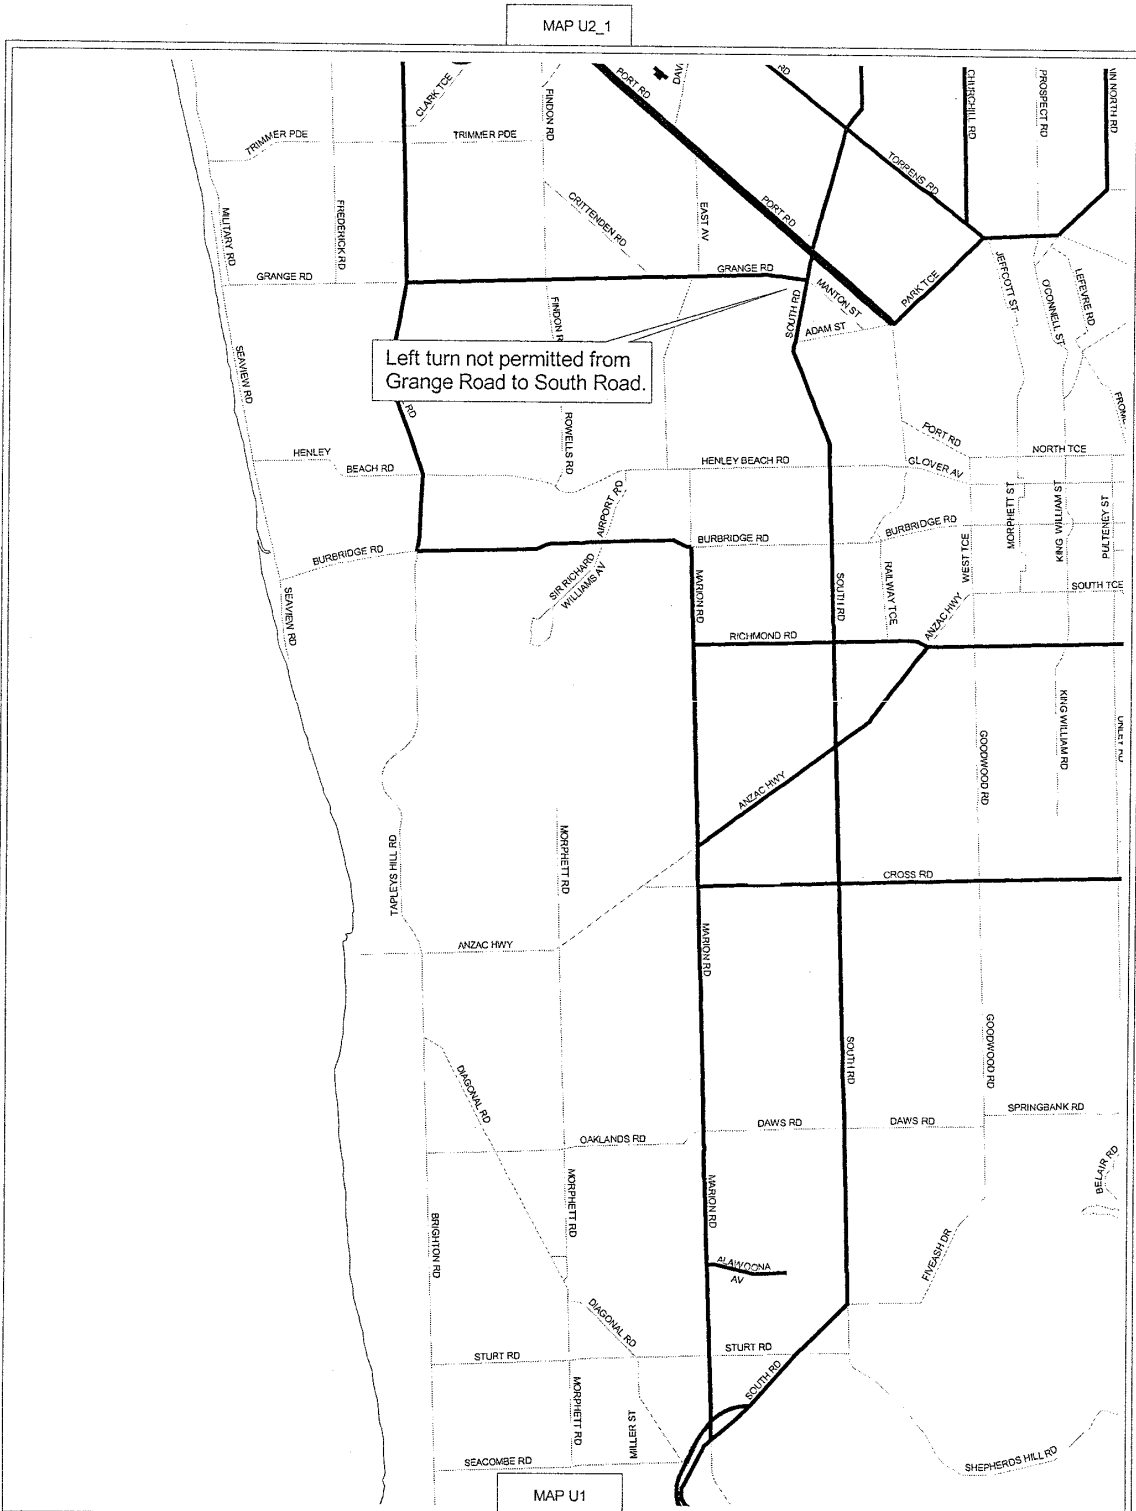 MAP U2_1
CLARK TCE
FINDON RD
PORT RD
RD
CHURCHILL RD
PROSPECT RD
TRIMMER PDE
TRIMMER PDE
TORRENS RD
MILITARY RD
FREDERICK RD
CRITTENDEN RD
EAST AV
PORT RD
GRANGE RD
GRANGE RD
JEFFCOTT ST
O'CONNELL ST
LEFEVRE RD
FINDON R
SOUTH RD
MANTON ST
PARK TCE
ADAM ST
Left turn not permitted from
Grange Road to South Road.
SEAVIEW RD
RD
ROWELLS RD
PORT RD
HENLEY
BEACH RD
HENLEY BEACH RD
GLOVER AV
NORTH TCE
AIRPORT RD
MORPHETT ST
KING WILLIAM ST
PULTENEY ST
BURBRIDGE RD
BURBRIDGE RD
BURBRIDGE RD
WEST TCE
SIR RICHARD
WILLIAMS AV
SEAVIEW RD
MARION RD
SOUTH RD
RAILWAY TCE
SOUTH TCE
ANZAC HWY
RICHMOND RD
KING WILLIAM RD
GOODWOOD RD
ANZAC HWY
TAPLEYS HILL RD
MORPHETT RD
CROSS RD
ANZAC HWY
MARION RD
GOODWOOD RD
SOUTH RD
DIAGONAL RD
SPRINGBANK RD
OAKLANDS RD
DAWS RD
DAWS RD
BELAIR RD
MORPHETT RD
MARION RD
BRIGHTON RD
ALAWOONA
AV
FIVEASH DR
DIAGONAL RD
STURT RD
STURT RD
SOUTH RD
MORPHETT RD
MILLER ST
SEACOMBE RD
SHEPHERDS HILL RD
MAP U1